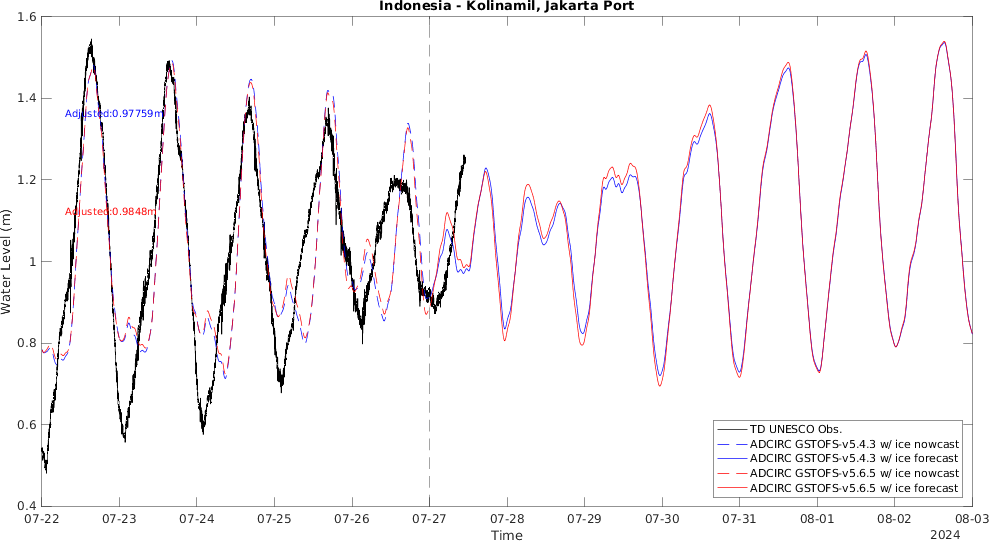 Indonesia - Kolinamil, Jakarta Port
1.6
1.4
1.2
1
0.8
0.6
0.4
Water Level (m)
Adjusted:0.97759m
Adjusted:0.9848m
TD UNESCO Obs.
ADCIRC GSTOFS-v5.4.3 w/ ice nowcast
ADCIRC GSTOFS-v5.4.3 w/ ice forecast
ADCIRC GSTOFS-v5.6.5 w/ ice nowcast
ADCIRC GSTOFS-v5.6.5 w/ ice forecast
07-22 07-23 07-24 07-25 07-26 07-27 07-28 07-29 07-30 07-31 08-01 08-02 08-03
Time
2024